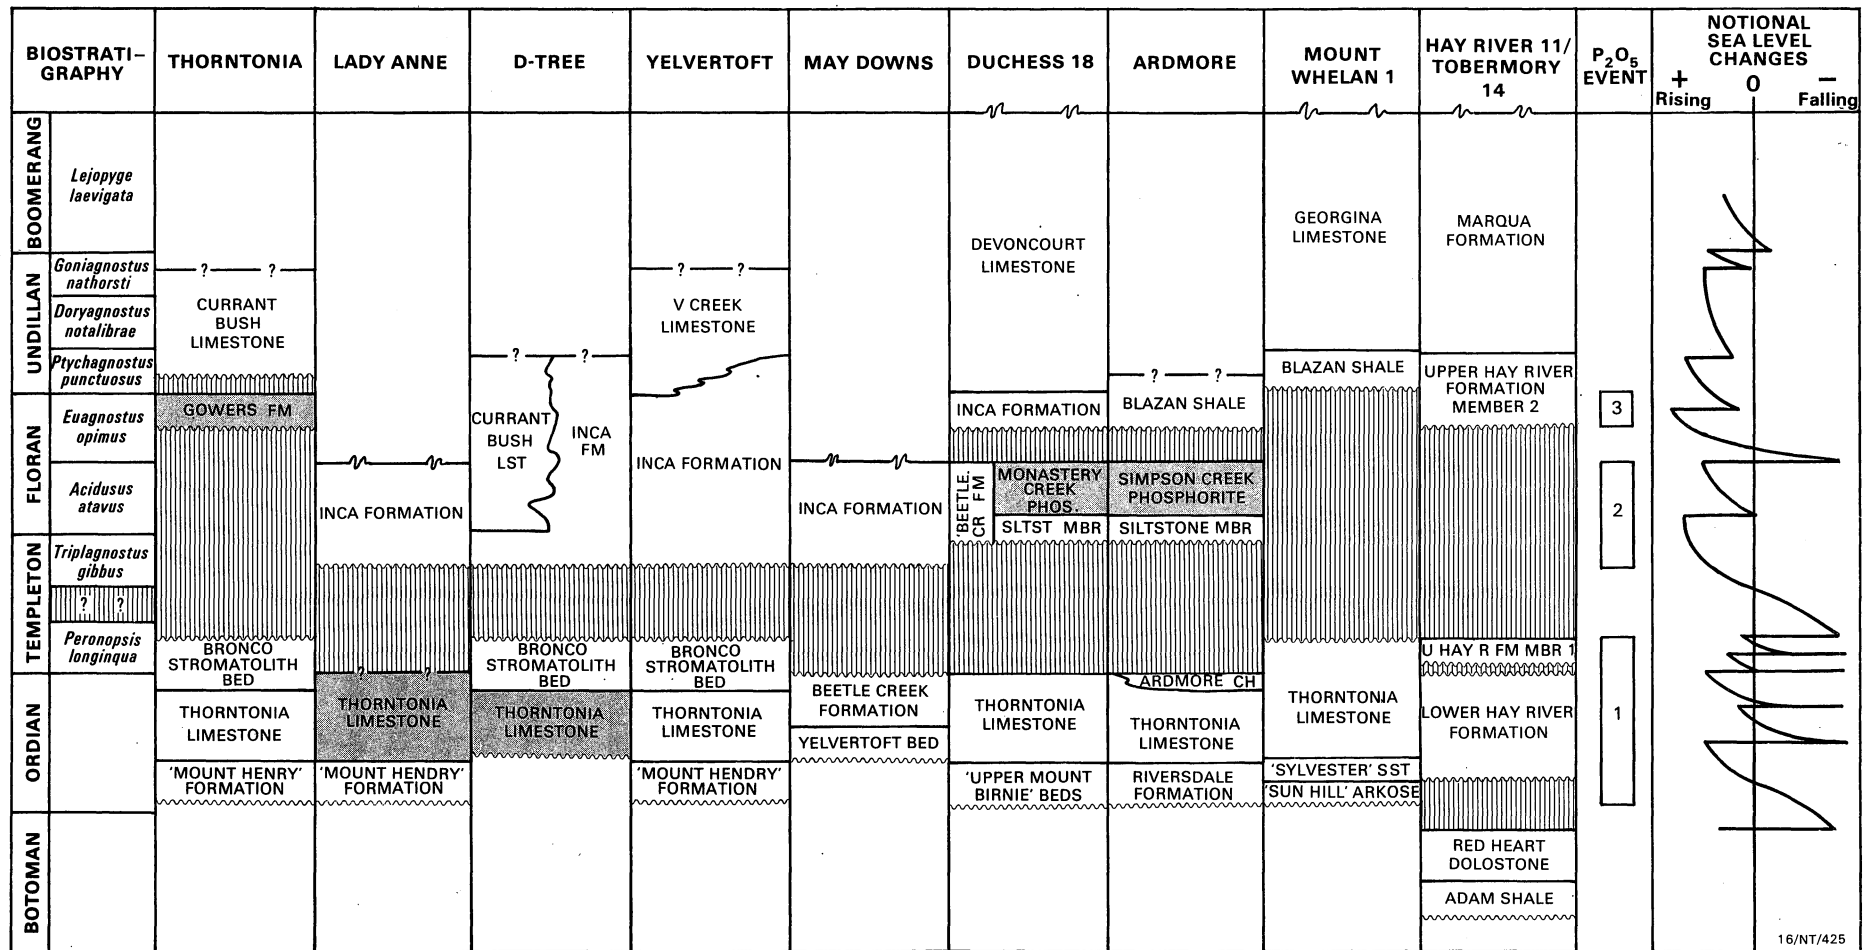 BIOSTRATI–
GRAPHY
THORNTONIA
LADY ANNE
D-TREE
YELVERTOFT
MAY DOWNS
DUCHESS 18
ARDMORE
MOUNT
WHELAN 1
HAY RIVER 11/
TOBERMORY
14
P₂O₅
EVENT
NOTIONAL
SEA LEVEL
CHANGES
+ 0 –
Rising Falling
BOOMERANG
UNDILLAN
FLORAN
TEMPLETON
ORDIAN
BOTOMAN
Lejopyge
laevigata
Goniagnostus
nathorsti
Doryagnostus
notalibrae
Ptychagnostus
punctuosus
Euagnostus
opimus
Acidusus
atavus
Triplagnostus
gibbus
? ?
Peronopsis
longinqua
? ?
CURRANT
BUSH
LIMESTONE
GOWERS FM
BRONCO
STROMATOLITH
BED
THORNTONIA
LIMESTONE
'MOUNT HENRY'
FORMATION
INCA FORMATION
? ?
THORNTONIA
LIMESTONE
'MOUNT HENDRY'
FORMATION
? ?
CURRANT
BUSH
LST
INCA
FM
BRONCO
STROMATOLITH
BED
THORNTONIA
LIMESTONE
? ?
V CREEK
LIMESTONE
INCA FORMATION
BRONCO
STROMATOLITH
BED
THORNTONIA
LIMESTONE
'MOUNT HENDRY'
FORMATION
INCA FORMATION
BEETLE CREEK
FORMATION
YELVERTOFT BED
DEVONCOURT
LIMESTONE
INCA FORMATION
'BEETLE.
CR FM
MONASTERY
CREEK
PHOS.
SLTST MBR
THORNTONIA
LIMESTONE
'UPPER MOUNT
BIRNIE' BEDS
? ?
BLAZAN SHALE
SIMPSON CREEK
PHOSPHORITE
SILTSTONE MBR
ARDMORE CH
THORNTONIA
LIMESTONE
RIVERSDALE
FORMATION
GEORGINA
LIMESTONE
BLAZAN SHALE
THORNTONIA
LIMESTONE
'SYLVESTER' SST
'SUN HILL' ARKOSE
MARQUA
FORMATION
UPPER HAY RIVER
FORMATION
MEMBER 2
U HAY R FM MBR 1
LOWER HAY RIVER
FORMATION
RED HEART
DOLOSTONE
ADAM SHALE
3
2
1
16/NT/425